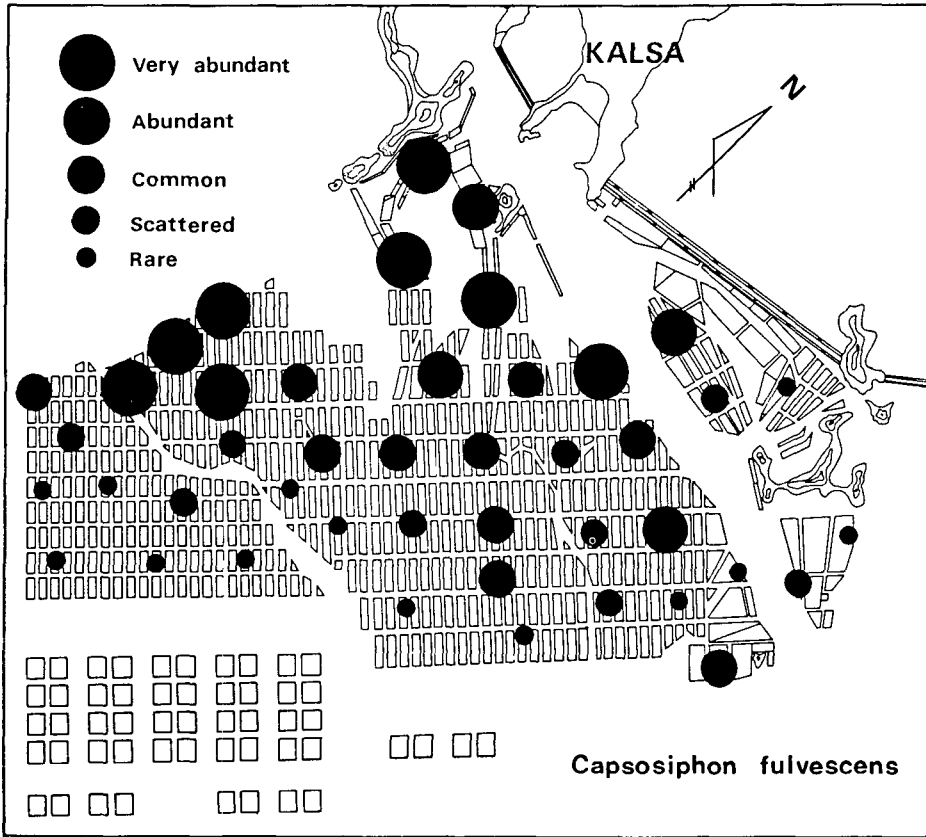 Very abundant
Abundant
Common
Scattered
Rare
KALSA
N
Capsosiphon fulvescens